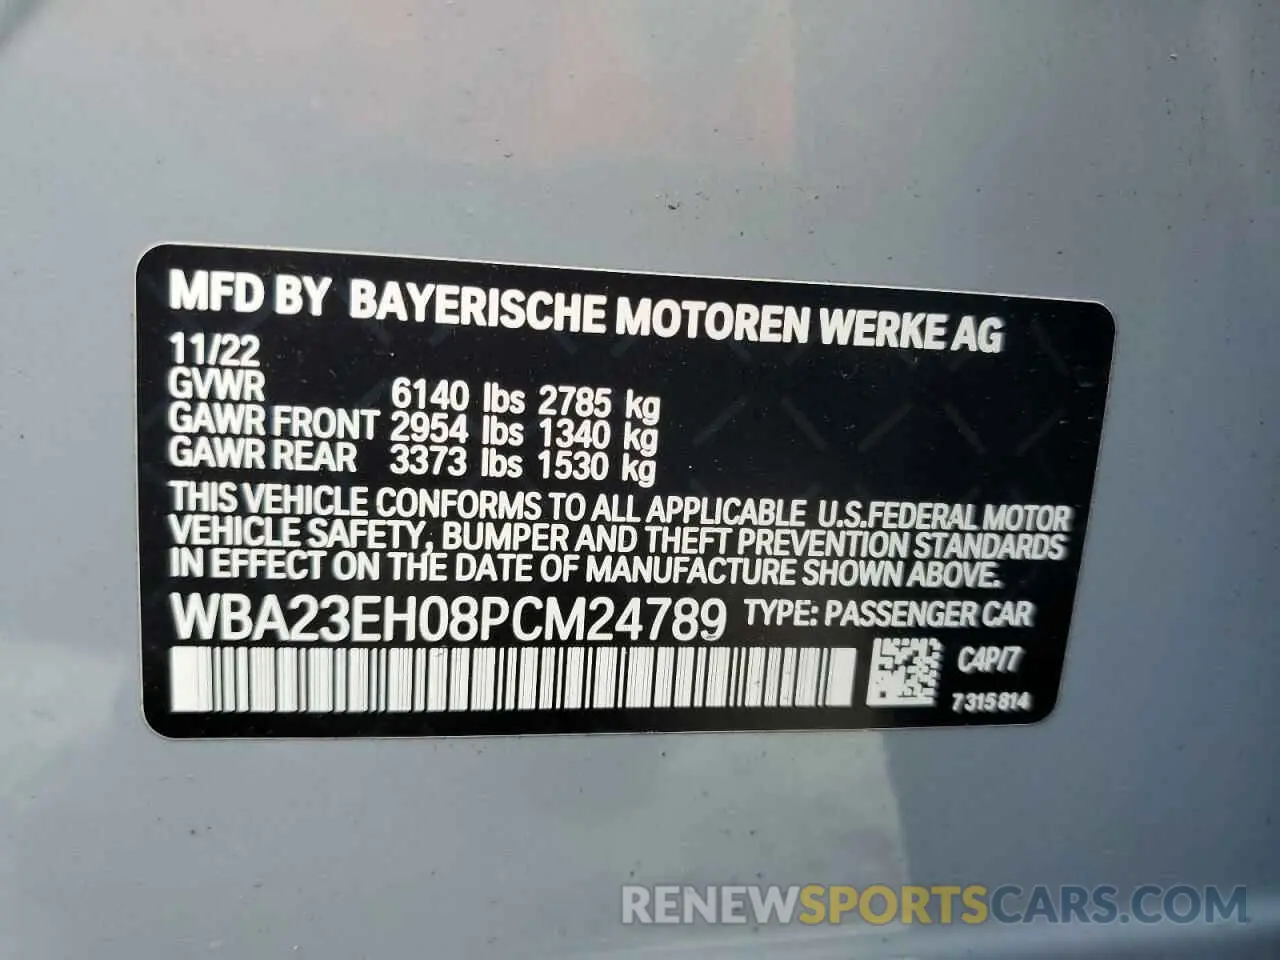 MFD BY BAYERISCHE MOTOREN WERKE AG
11/22
GVWR 6140 lbs 2785 kg
GAWR FRONT 2954 lbs 1340 kg
GAWR REAR 3373 lbs 1530 kg
THIS VEHICLE CONFORMS TO ALL APPLICABLE U.S.FEDERAL MOTOR
VEHICLE SAFETY, BUMPER AND THEFT PREVENTION STANDARDS
IN EFFECT ON THE DATE OF MANUFACTURE SHOWN ABOVE.
WBA23EH08PCM24789 TYPE: PASSENGER CAR
C4P/7
7315814
RENEWSPORTSCARS.COM